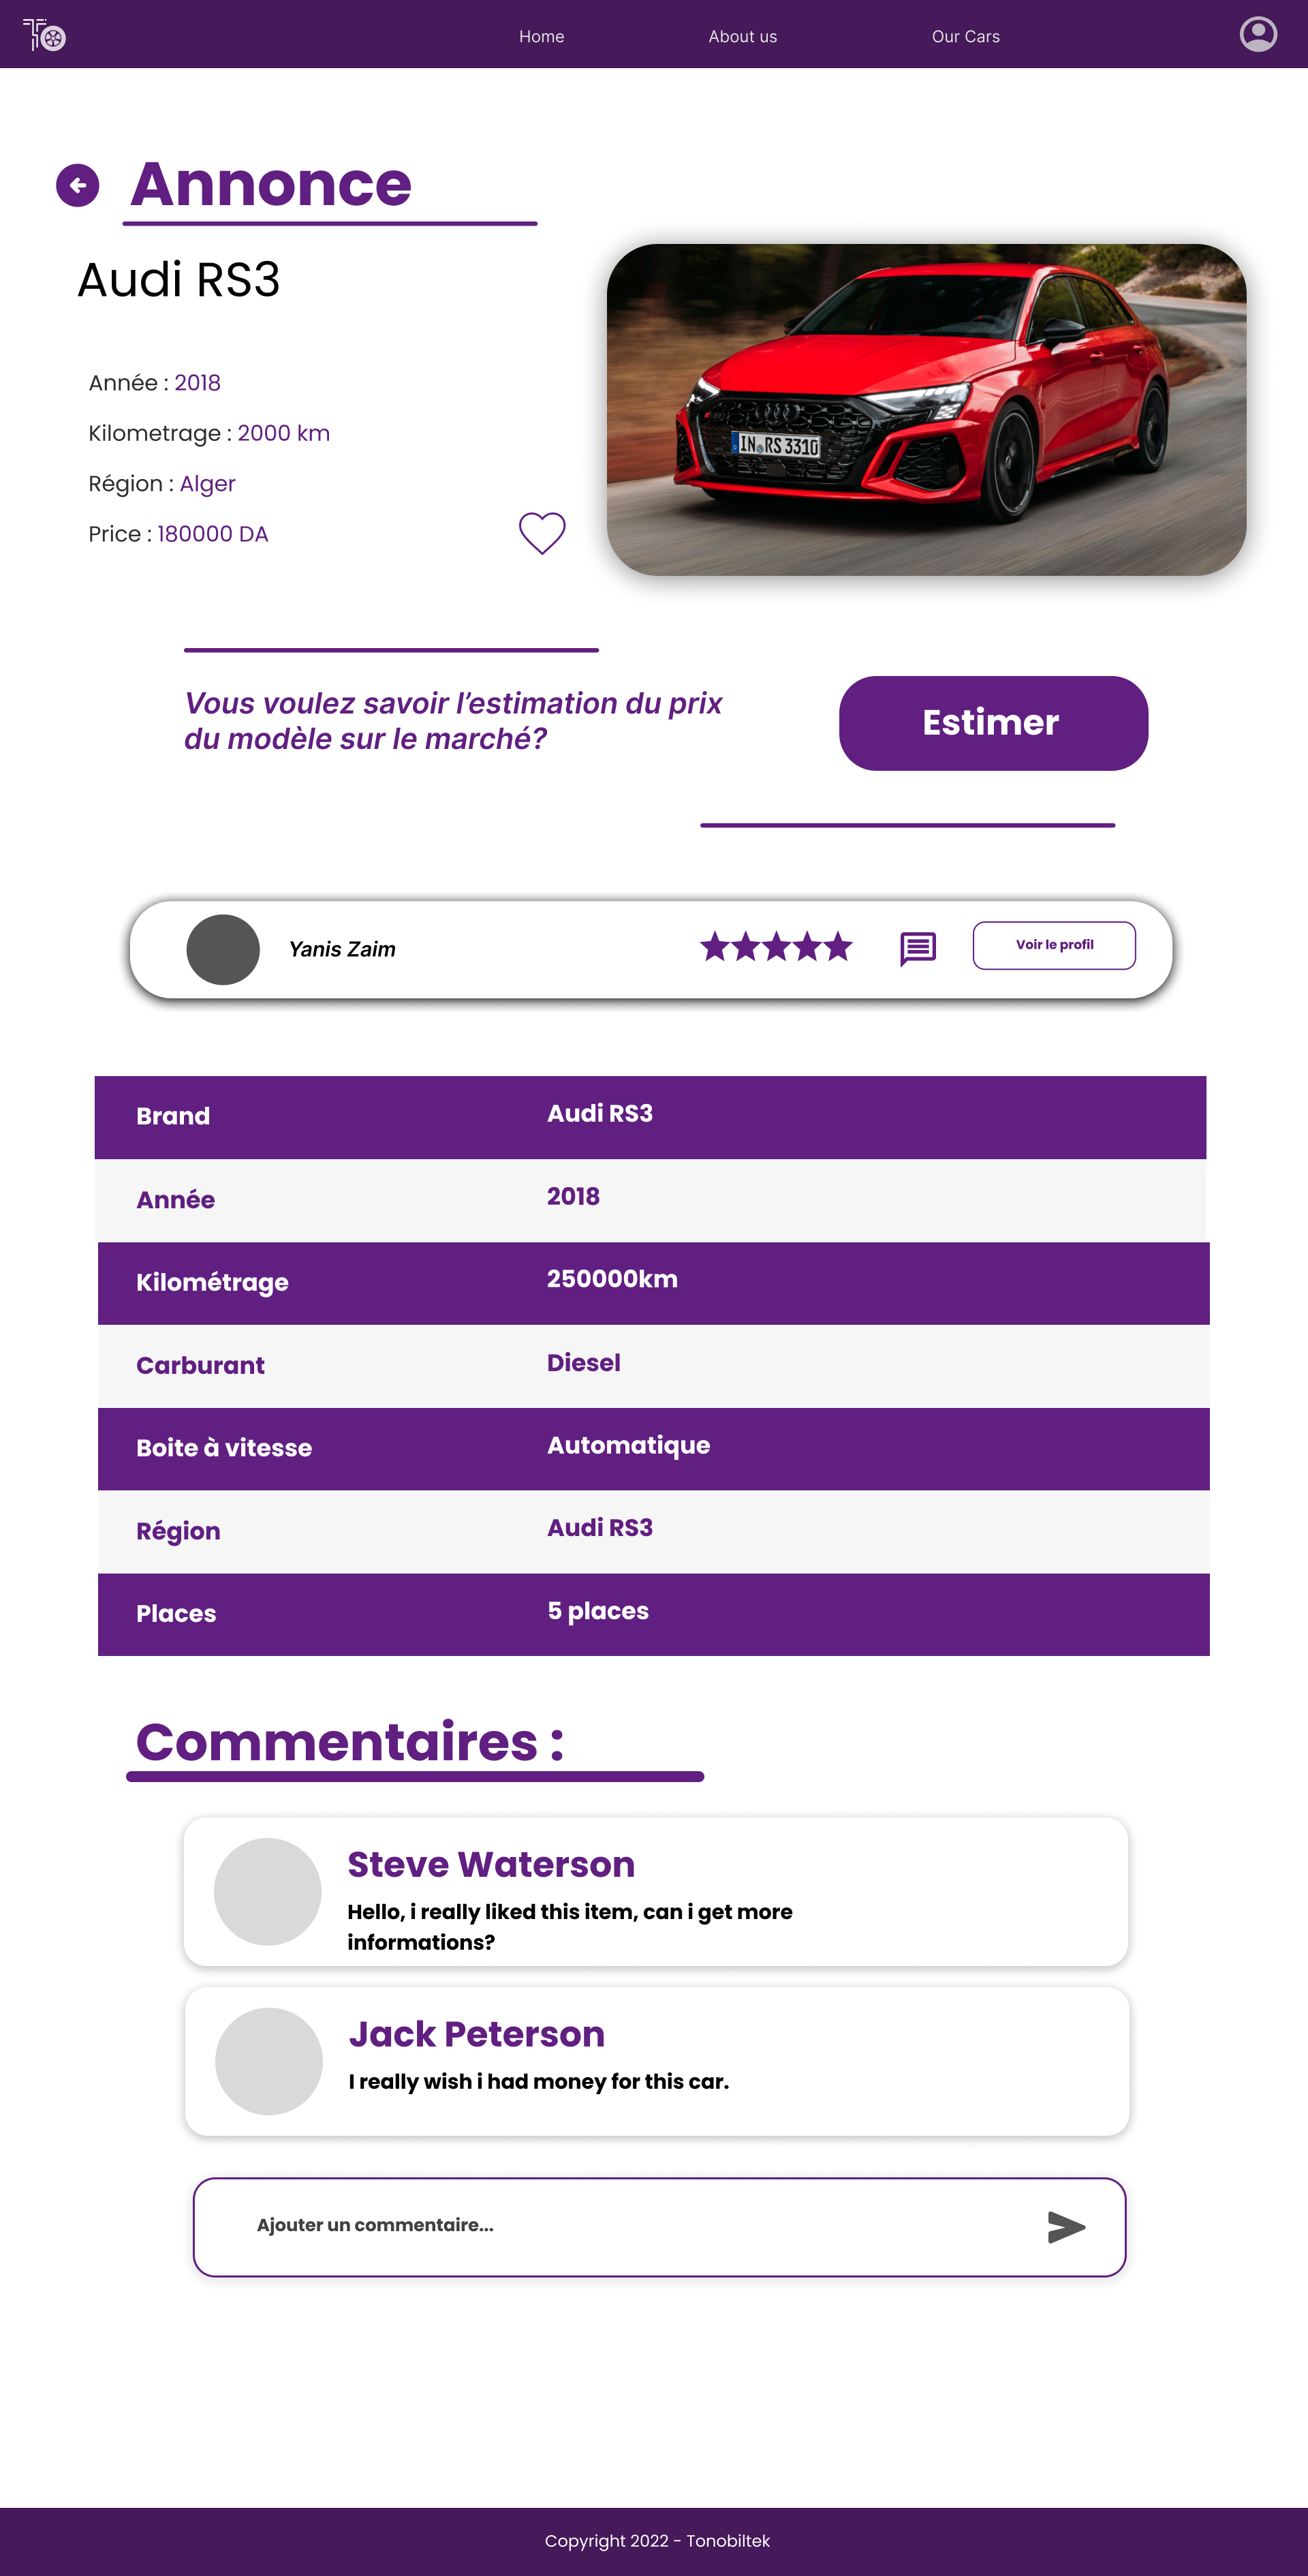 Home About us Our Cars
Annonce
Audi RS3
Année : 2018
Kilometrage : 2000 km
Région : Alger
Price : 180000 DA
IN RS 3310
Vous voulez savoir l’estimation du prix
du modèle sur le marché?
Estimer
Yanis Zaim
Voir le profil
Brand Audi RS3
Année 2018
Kilométrage 250000km
Carburant Diesel
Boite à vitesse Automatique
Région Audi RS3
Places 5 places
Commentaires :
Steve Waterson
Hello, i really liked this item, can i get more
informations?
Jack Peterson
I really wish i had money for this car.
Ajouter un commentaire...
Copyright 2022 - Tonobiltek